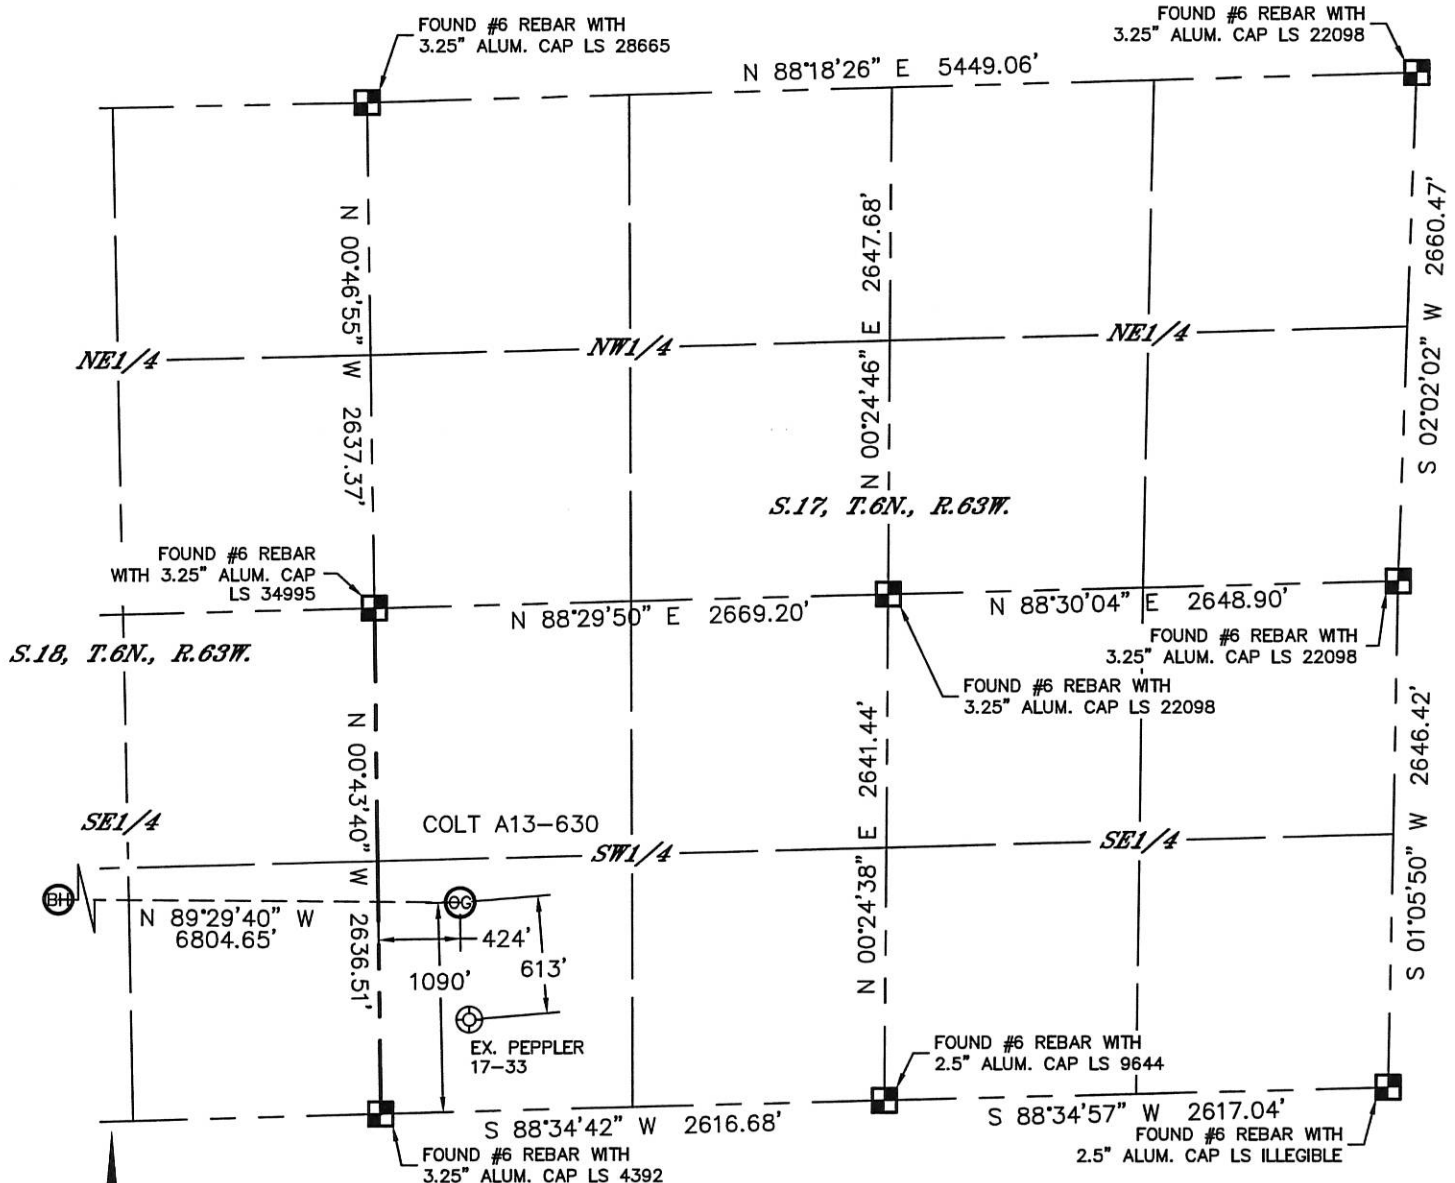 FOUND #6 REBAR WITH
3.25" ALUM. CAP LS 28665
FOUND #6 REBAR WITH
3.25" ALUM. CAP LS 22098
N 88°18'26" E 5449.06'
N 00°46'55" W 2637.37'
N 00°24'46" E 2647.68'
S 02°02'02" W 2660.47'
NE1/4
NW1/4
NE1/4
S.17, T.6N., R.63W.
FOUND #6 REBAR
WITH 3.25" ALUM. CAP
LS 34995
N 88°29'50" E 2669.20'
N 88°30'04" E 2648.90'
FOUND #6 REBAR WITH
3.25" ALUM. CAP LS 22098
S.18, T.6N., R.63W.
FOUND #6 REBAR WITH
3.25" ALUM. CAP LS 22098
N 00°43'40" W 2636.51'
N 00°24'38" E 2641.44'
S 01°05'50" W 2646.42'
SE1/4
COLT A13-630
SW1/4
SE1/4
BH
OG
N 89°29'40" W
6804.65'
424'
1090'
613'
EX. PEPPLER
17-33
FOUND #6 REBAR WITH
2.5" ALUM. CAP LS 9644
S 88°34'42" W 2616.68'
S 88°34'57" W 2617.04'
FOUND #6 REBAR WITH
2.5" ALUM. CAP LS ILLEGIBLE
FOUND #6 REBAR WITH
3.25" ALUM. CAP LS 4392